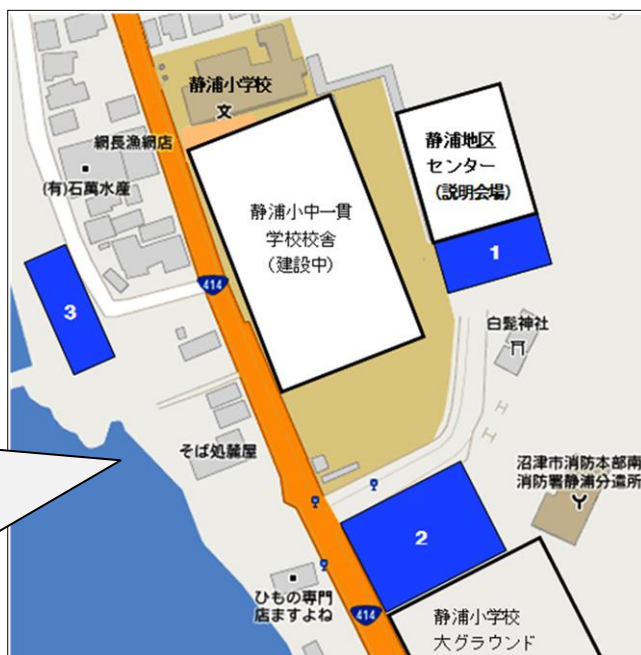 静浦小学校
文
網長漁網店
(有)石萬水産
静浦地区
センター
(説明会場)
静浦小中一貫
学校校舎
(建設中)
1
414
3
白髭神社
そば処麓屋
沼津市消防本部南
消防署静浦分遣所
2
ひもの専門
店ますよね
414
静浦小学校
大グラウンド